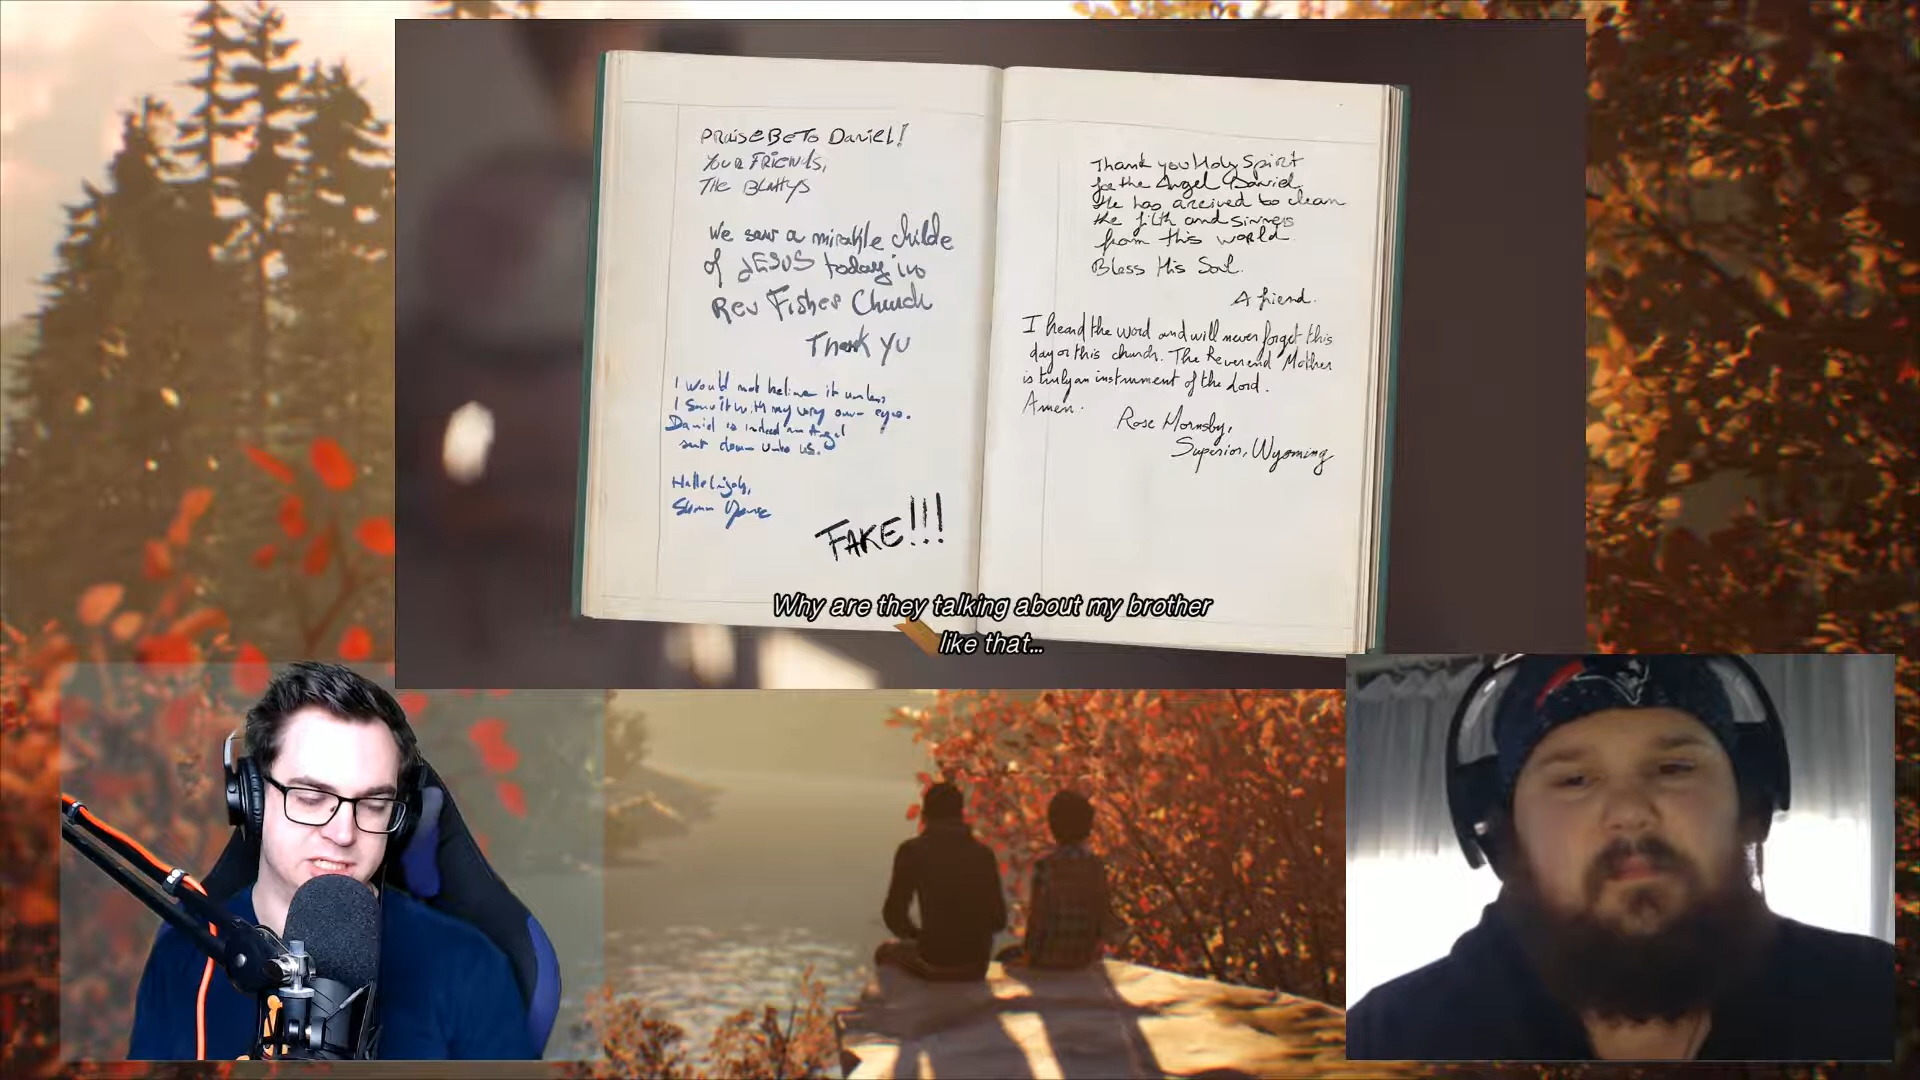 Praise Be To Daniel!
Your Friends,
The Blattys
We saw a mirakle childe
of JESUS today in
Rev Fisher Church
Thank yu
I would not believe it unless
I saw it with my very own eyes.
Daniel is indeed an Angel
sent down unto us.
Hallelujah,
FAKE!!!
Thank you Holy Spirit
for the Angel Daniel.
He has arrived to clean
the filth and sinners
from this world.
Bless His Soul.
A friend.
I heard the word and will never forget this
day or this church. The Reverend Mother
is truly an instrument of the Lord.
Amen.
Rose Hornsby,
Superior, Wyoming
Why are they talking about my brother
like that...